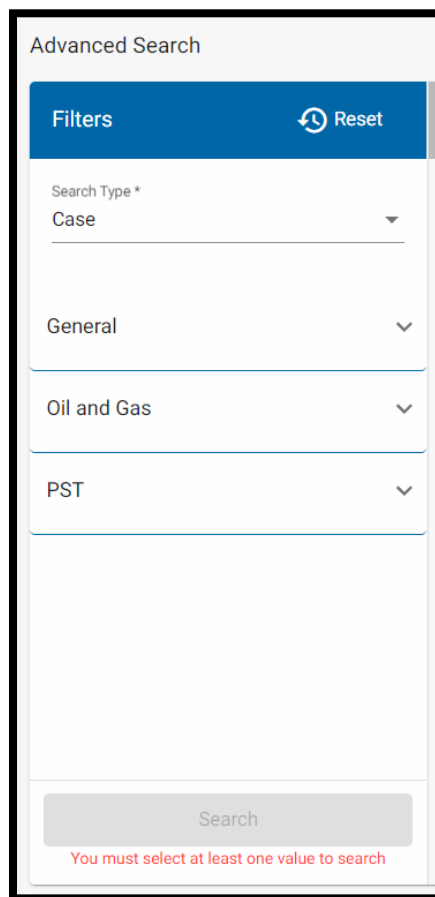 Advanced Search
Filters
Reset
Search Type *
Case
General
Oil and Gas
PST
Search
You must select at least one value to search